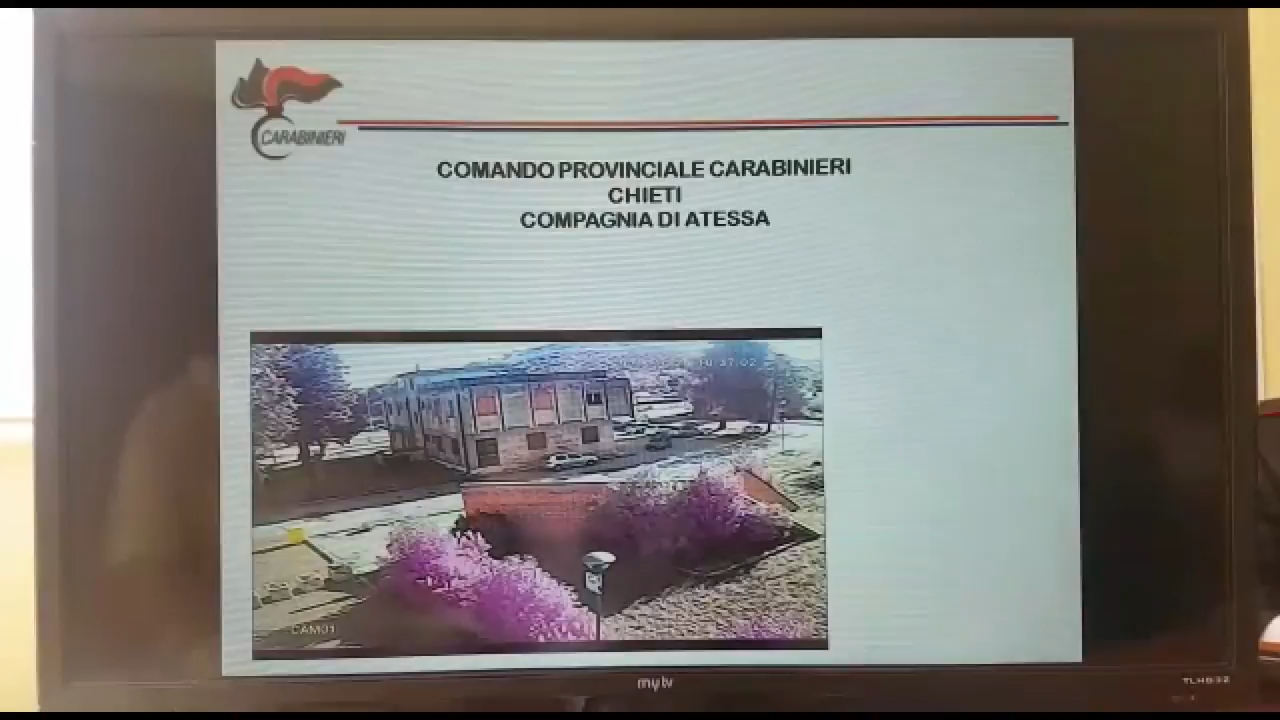 CARABINIERI
COMANDO PROVINCIALE CARABINIERI
CHIETI
COMPAGNIA DI ATESSA
CAM01
mytv